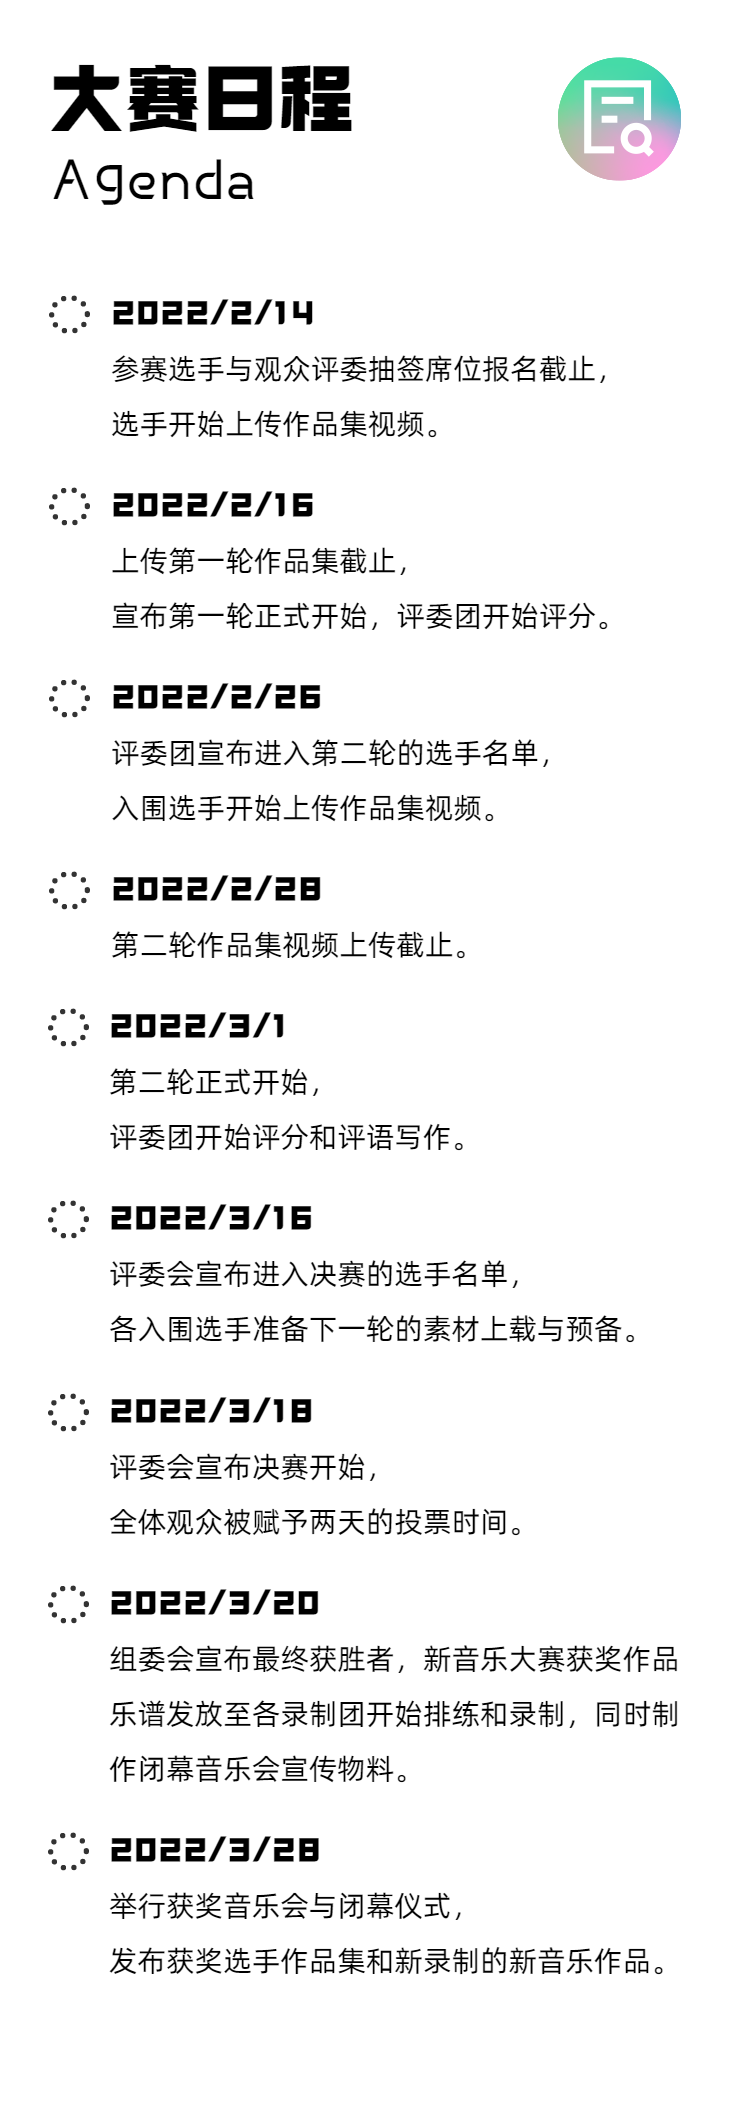 大赛日程
Agenda
2022/2/14
参赛选手与观众评委抽签席位报名截止，
选手开始上传作品集视频。
2022/2/16
上传第一轮作品集截止，
宣布第一轮正式开始，评委团开始评分。
2022/2/26
评委团宣布进入第二轮的选手名单，
入围选手开始上传作品集视频。
2022/2/28
第二轮作品集视频上传截止。
2022/3/1
第二轮正式开始，
评委团开始评分和评语写作。
2022/3/16
评委会宣布进入决赛的选手名单，
各入围选手准备下一轮的素材上载与预备。
2022/3/18
评委会宣布决赛开始，
全体观众被赋予两天的投票时间。
2022/3/20
组委会宣布最终获胜者，新音乐大赛获奖作品
乐谱发放至各录制团开始排练和录制，同时制
作闭幕音乐会宣传物料。
2022/3/28
举行获奖音乐会与闭幕仪式，
发布获奖选手作品集和新录制的新音乐作品。